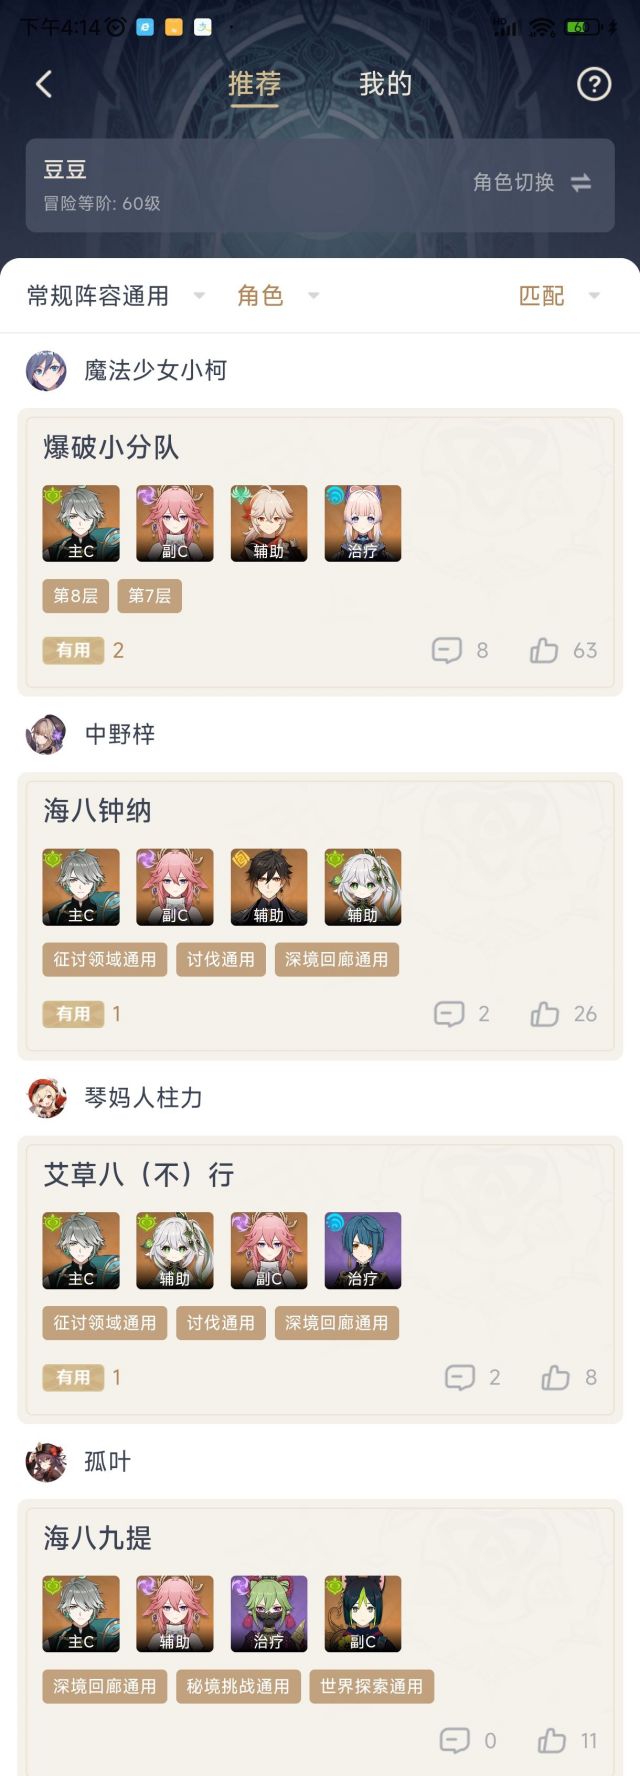 下午4:14
HD
60
推荐 我的
?
豆豆
冒险等阶: 60级
角色切换
常规阵容通用 角色 匹配
魔法少女小柯
爆破小分队
主C 副C 辅助 治疗
第8层 第7层
有用 2 8 63
中野梓
海八钟纳
主C 副C 辅助 辅助
征讨领域通用 讨伐通用 深境回廊通用
有用 1 2 26
琴妈人柱力
艾草八（不）行
主C 辅助 副C 治疗
征讨领域通用 讨伐通用 深境回廊通用
有用 1 2 8
孤叶
海八九提
主C 辅助 治疗 副C
深境回廊通用 秘境挑战通用 世界探索通用
0 11